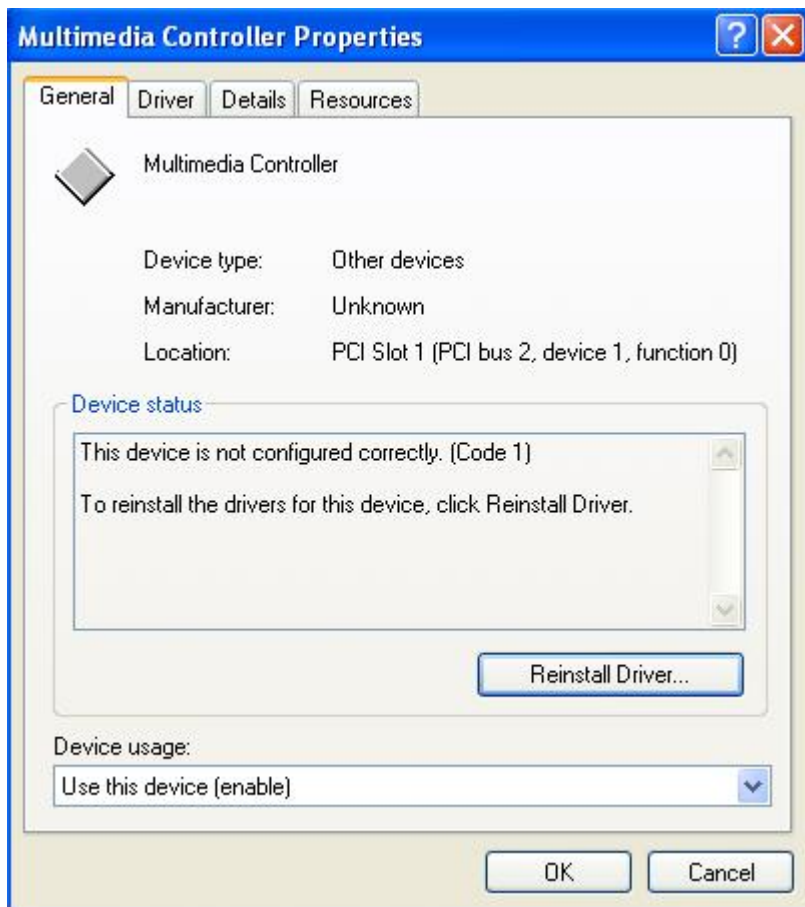 Multimedia Controller Properties
?
General Driver Details Resources
Multimedia Controller
Device type: Other devices
Manufacturer: Unknown
Location: PCI Slot 1 (PCI bus 2, device 1, function 0)
Device status
This device is not configured correctly. (Code 1)
To reinstall the drivers for this device, click Reinstall Driver.
Reinstall Driver...
Device usage:
Use this device (enable)
OK Cancel